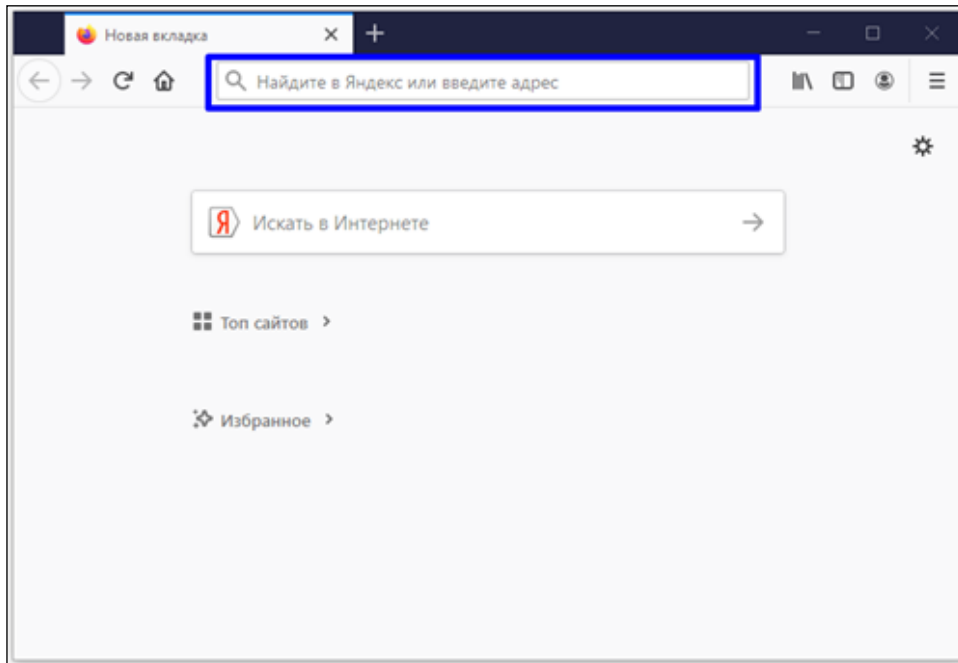 Новая вкладка
Найдите в Яндекс или введите адрес
Я Искать в Интернете
Топ сайтов
Избранное